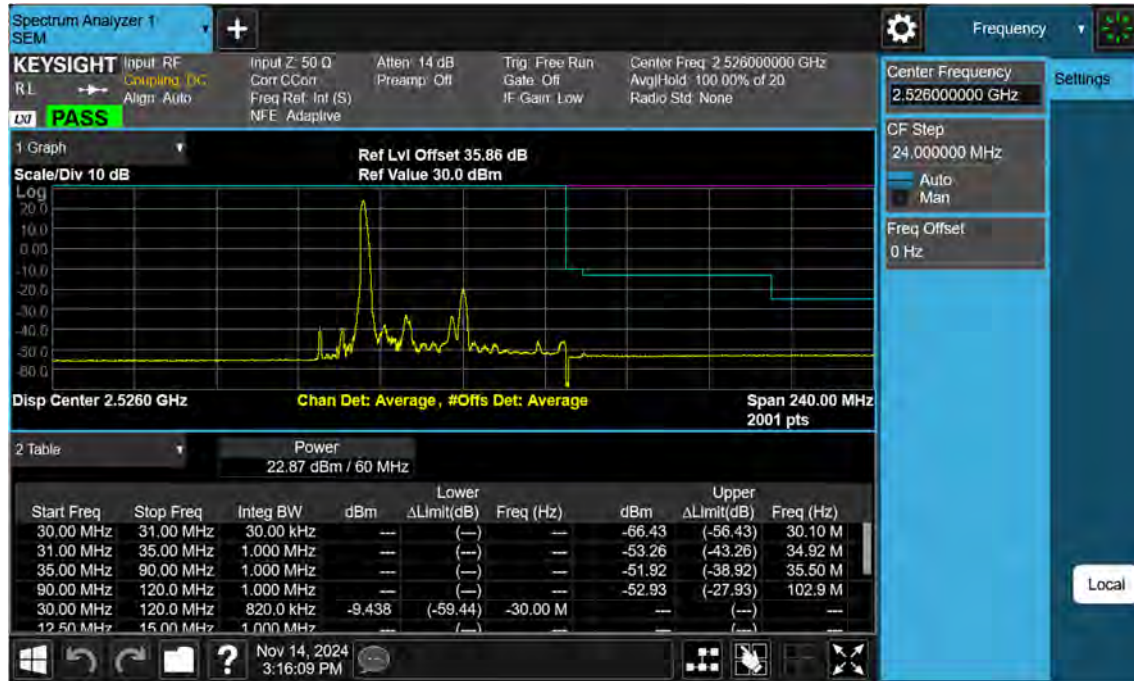 Spectrum Analyzer 1
SEM
Frequency
KEYSIGHT
Input: RF
Coupling: DC
Align: Auto
Input Z: 50 Ω
Corr CCorr
Freq Ref: Int (S)
NFE: Adaptive
Atten: 14 dB
Preamp: Off
Trig: Free Run
Gate: Off
IF Gain: Low
Center Freq: 2.526000000 GHz
Avg|Hold: 100.00% of 20
Radio Std: None
RL
LXI
PASS
Center Frequency
2.526000000 GHz
Settings
CF Step
24.000000 MHz
Auto
Man
Freq Offset
0 Hz
1 Graph
Scale/Div 10 dB
Ref Lvl Offset 35.86 dB
Ref Value 30.0 dBm
Log
20.0
10.0
0.00
-10.0
-20.0
-30.0
-40.0
-50.0
-60.0
Disp Center 2.5260 GHz
Chan Det: Average, #Offs Det: Average
Span 240.00 MHz
2001 pts
2 Table
Power
22.87 dBm / 60 MHz
Lower Upper
Start Freq Stop Freq Integ BW dBm ΔLimit(dB) Freq (Hz) dBm ΔLimit(dB) Freq (Hz)
30.00 MHz 31.00 MHz 30.00 kHz --- (---) --- -66.43 (-56.43) 30.10 M
31.00 MHz 35.00 MHz 1.000 MHz --- (---) --- -53.26 (-43.26) 34.92 M
35.00 MHz 90.00 MHz 1.000 MHz --- (---) --- -51.92 (-38.92) 35.50 M
90.00 MHz 120.0 MHz 1.000 MHz --- (---) --- -52.93 (-27.93) 102.9 M
30.00 MHz 120.0 MHz 820.0 kHz -9.438 (-59.44) -30.00 M --- (---) ---
12.50 MHz 15.00 MHz 1.000 MHz --- (---) --- --- (---) ---
Local
?
Nov 14, 2024
3:16:09 PM